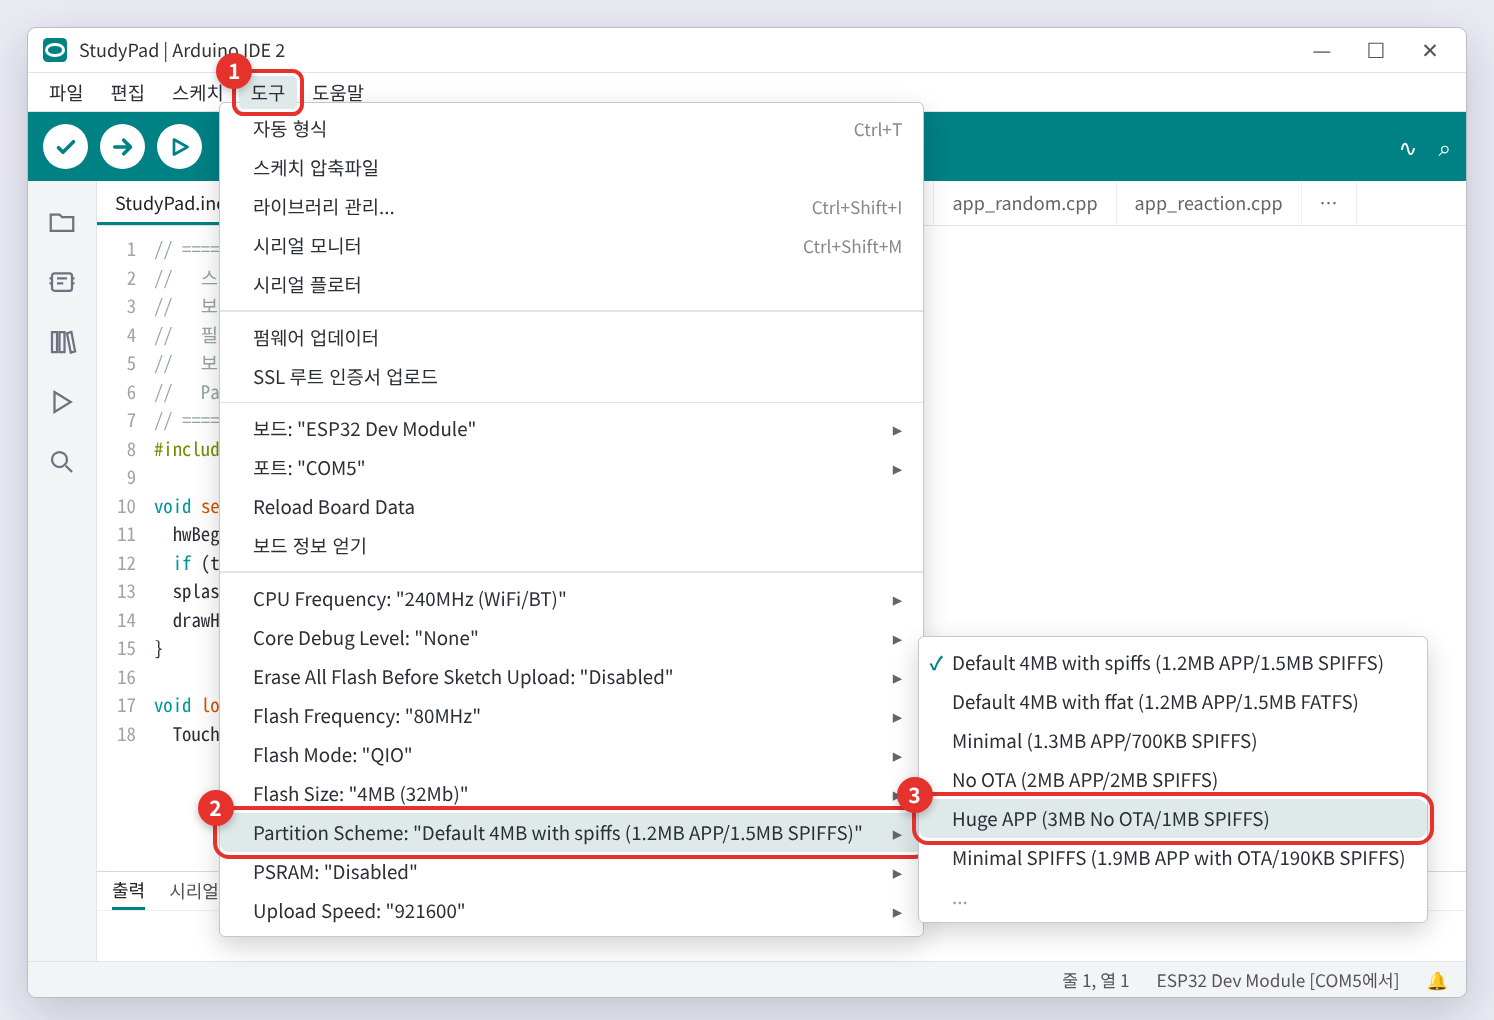 StudyPad | Arduino IDE 2
1
파일 편집 스케치 도구 도움말
자동 형식 Ctrl+T
스케치 압축파일
라이브러리 관리... Ctrl+Shift+I
시리얼 모니터 Ctrl+Shift+M
시리얼 플로터
펌웨어 업데이터
SSL 루트 인증서 업로드
보드: "ESP32 Dev Module"
포트: "COM5"
Reload Board Data
보드 정보 얻기
CPU Frequency: "240MHz (WiFi/BT)"
Core Debug Level: "None"
Erase All Flash Before Sketch Upload: "Disabled"
Flash Frequency: "80MHz"
Flash Mode: "QIO"
Flash Size: "4MB (32Mb)"
2
Partition Scheme: "Default 4MB with spiffs (1.2MB APP/1.5MB SPIFFS)"
PSRAM: "Disabled"
Upload Speed: "921600"
✓ Default 4MB with spiffs (1.2MB APP/1.5MB SPIFFS)
Default 4MB with ffat (1.2MB APP/1.5MB FATFS)
Minimal (1.3MB APP/700KB SPIFFS)
No OTA (2MB APP/2MB SPIFFS)
3
Huge APP (3MB No OTA/1MB SPIFFS)
Minimal SPIFFS (1.9MB APP with OTA/190KB SPIFFS)
...
StudyPad.in
app_random.cpp app_reaction.cpp ...
1 // ====
2 // 스
3 // 보
4 // 필
5 // 보
6 // Pa
7 // ====
8 #includ
9
10 void se
11 hwBeg
12 if (t
13 splas
14 drawH
15 }
16
17 void lo
18 Touch
출력 시리얼
줄 1, 열 1 ESP32 Dev Module [COM5에서]